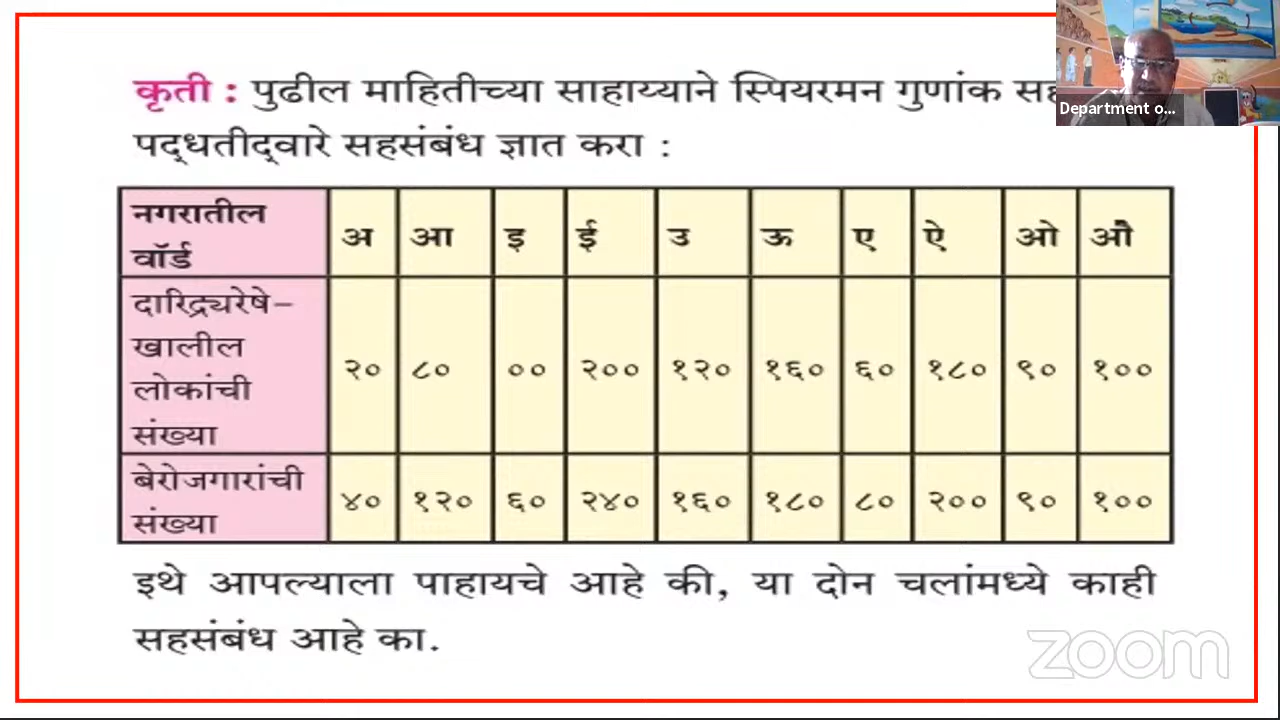 कृती : पुढील माहितीच्या साहाय्याने स्पियरमन गुणांक
Department o...
पद्धतीद्वारे सहसंबंध ज्ञात करा :
नगरातील
वॉर्ड
अ आ इ ई उ ऊ ए ऐ ओ औ
दारिद्र्यरेषे-
खालील
लोकांची
संख्या
२० ८० ०० २०० १२० १६० ६० १८० ९० १००
बेरोजगारांची
संख्या
४० १२० ६० २४० १६० १८० ८० २०० ९० १००
इथे आपल्याला पाहायचे आहे की, या दोन चलांमध्ये काही
सहसंबंध आहे का.
zoom